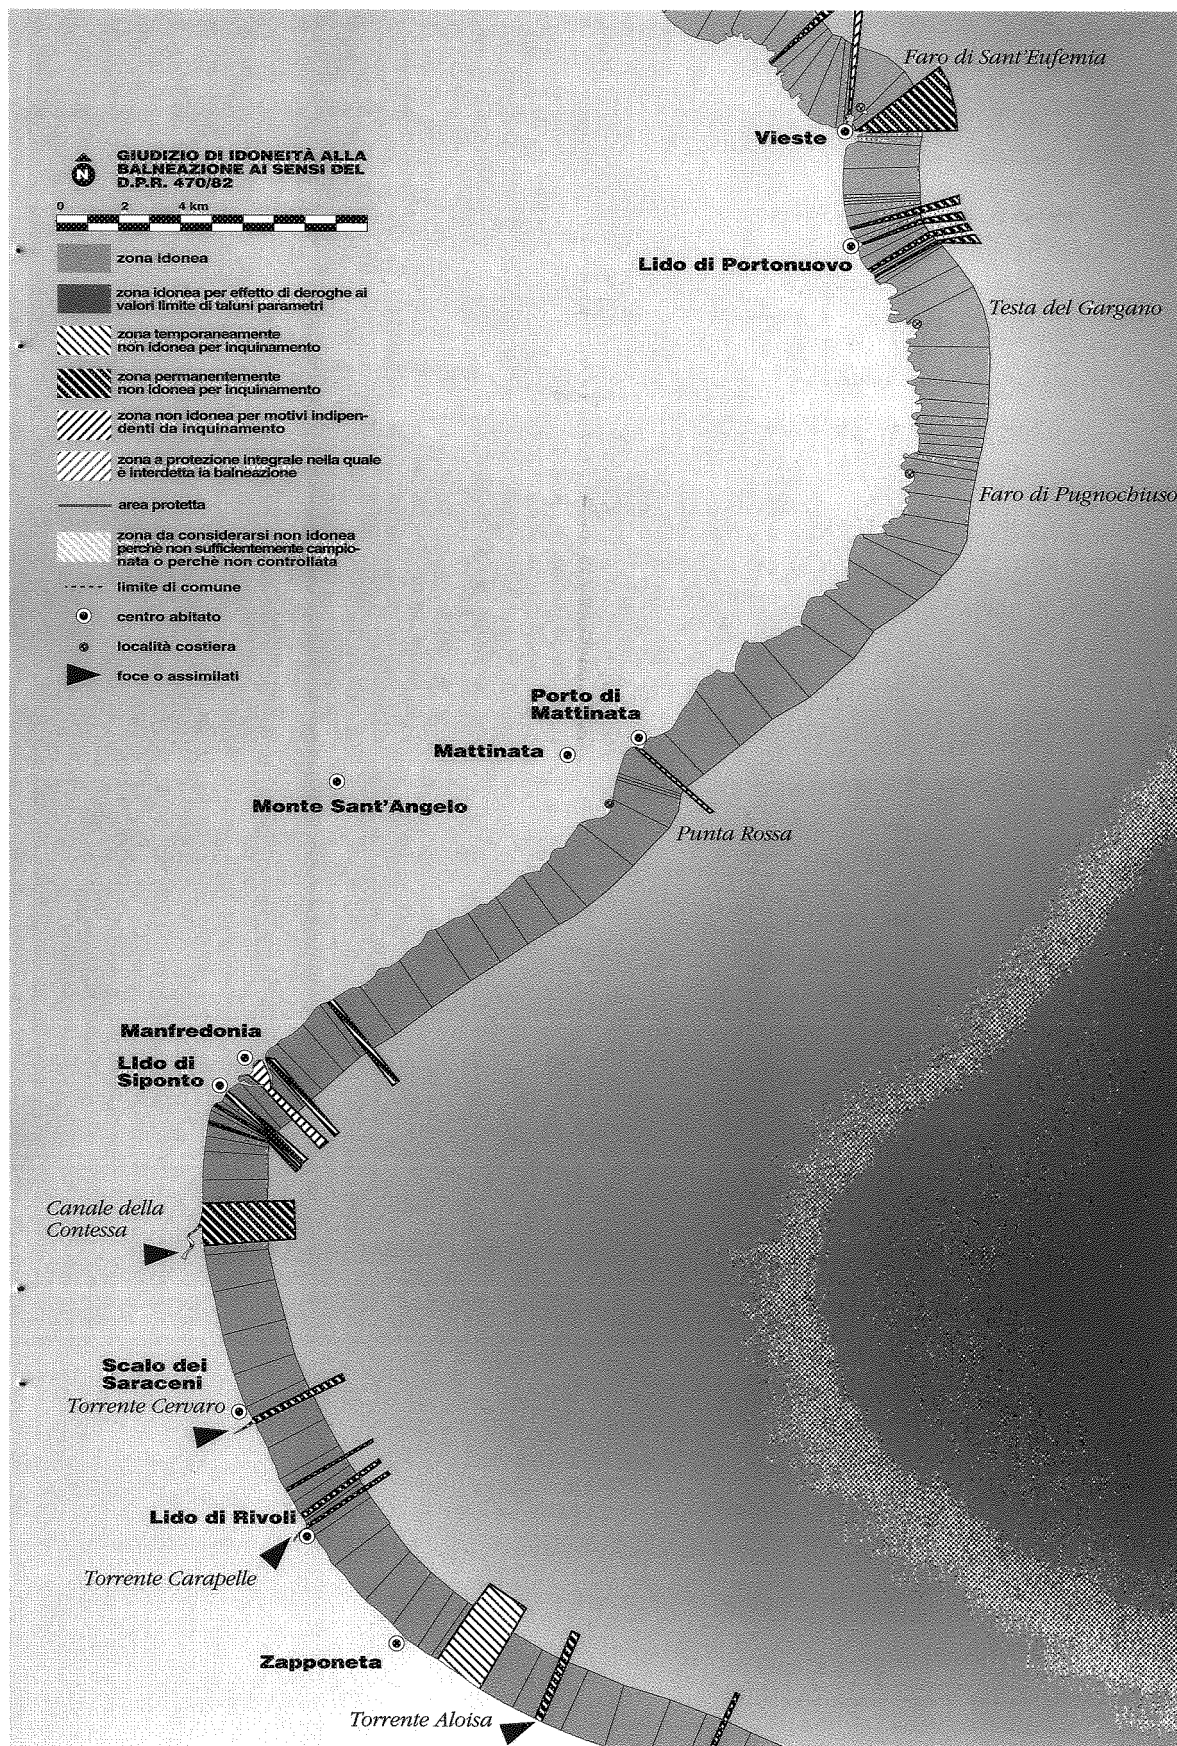 Faro di Sant'Eufemia
Vieste
N
GIUDIZIO DI IDONEITÀ ALLA
BALNEAZIONE AI SENSI DEL
D.P.R. 470/82
0 2 4 km
zona idonea
zona idonea per effetto di deroghe ai
valori limite di taluni parametri
zona temporaneamente
non idonea per inquinamento
zona permanentemente
non idonea per inquinamento
zona non idonea per motivi indipen-
denti da inquinamento
zona a protezione integrale nella quale
è interdetta la balneazione
area protetta
zona da considerarsi non idonea
perchè non sufficientemente campio-
nata o perchè non controllata
limite di comune
centro abitato
località costiera
foce o assimilati
Lido di Portonuovo
Testa del Gargano
Faro di Pugnochiuso
Porto di
Mattinata
Mattinata
Monte Sant'Angelo
Punta Rossa
Manfredonia
Lido di
Siponto
Canale della
Contessa
Scalo dei
Saraceni
Torrente Cervaro
Lido di Rivoli
Torrente Carapelle
Zapponeta
Torrente Aloisa